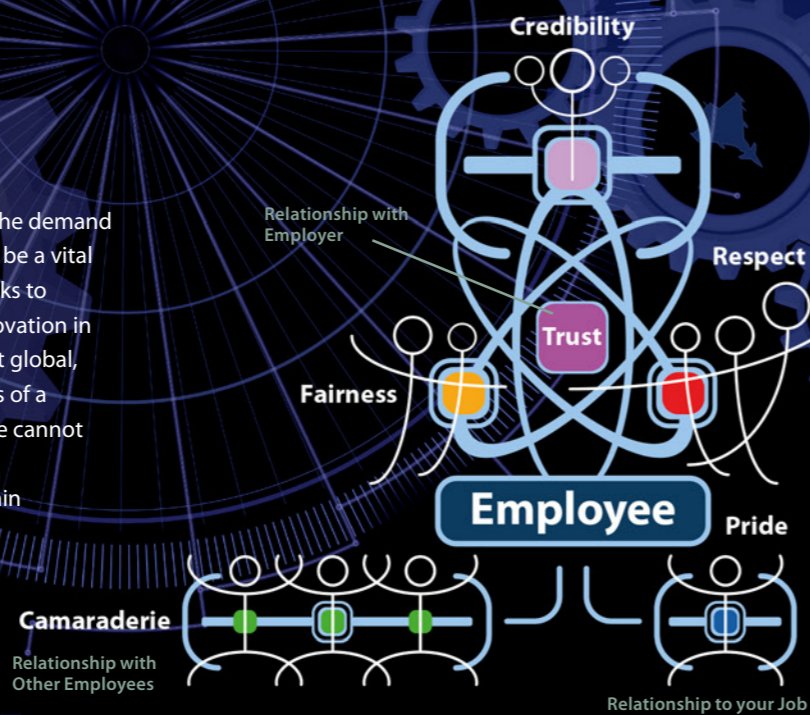 Credibility
he demand
be a vital
ks to
ovation in
t global,
s of a
e cannot
in
Relationship with
Employer
Respect
Trust
Fairness
Employee
Pride
Camaraderie
Relationship with
Other Employees
Relationship to your Job